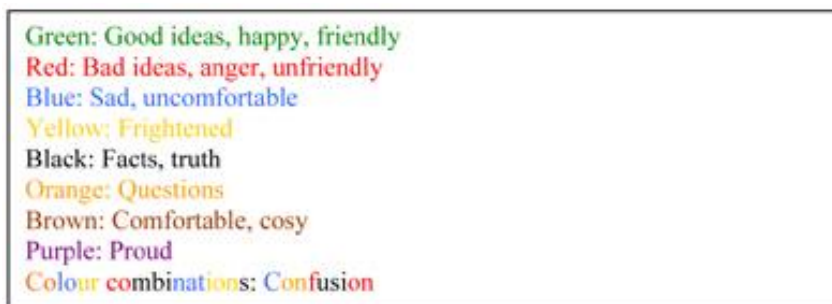 Green: Good ideas, happy, friendly
Red: Bad ideas, anger, unfriendly
Blue: Sad, uncomfortable
Yellow: Frightened
Black: Facts, truth
Orange: Questions
Brown: Comfortable, cosy
Purple: Proud
Colour combinations: Confusion